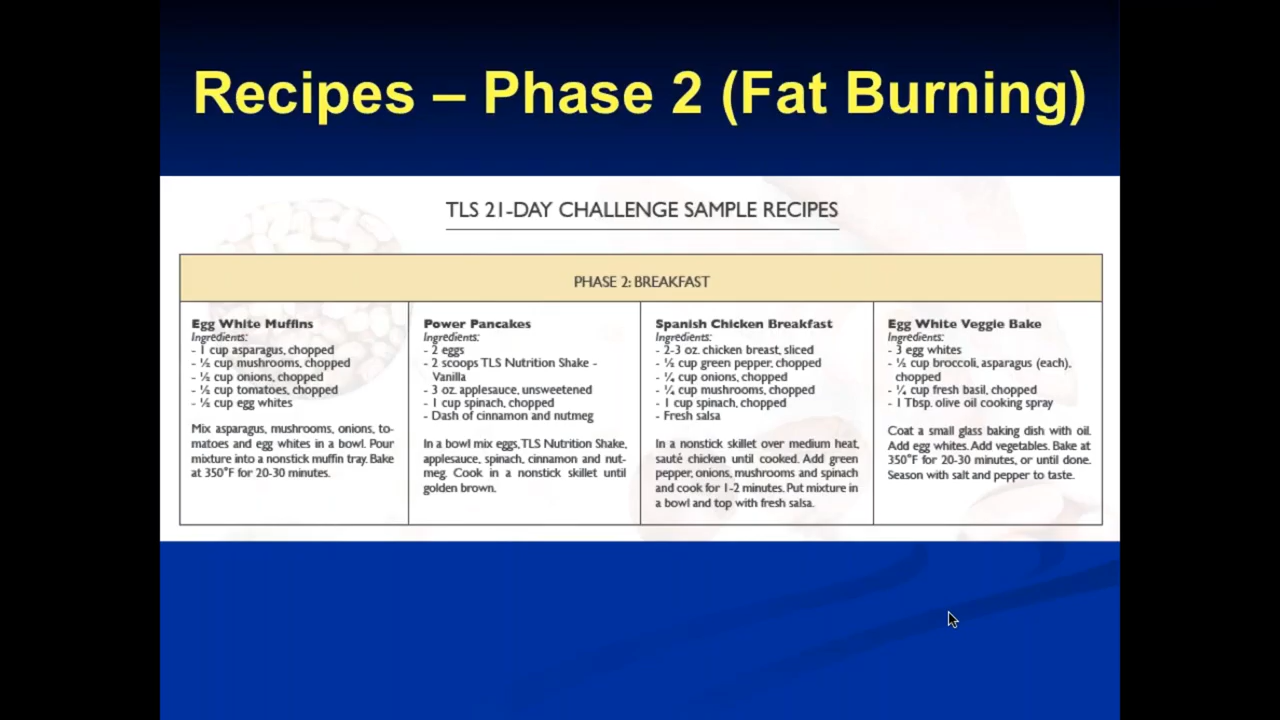 Recipes – Phase 2 (Fat Burning)
TLS 21-DAY CHALLENGE SAMPLE RECIPES
PHASE 2: BREAKFAST
Egg White Muffins
Ingredients:
- 1 cup asparagus, chopped
- ½ cup mushrooms, chopped
- ½ cup onions, chopped
- ½ cup tomatoes, chopped
- ½ cup egg whites
Mix asparagus, mushrooms, onions, to-
matoes and egg whites in a bowl. Pour
mixture into a nonstick muffin tray. Bake
at 350°F for 20-30 minutes.
Power Pancakes
Ingredients:
- 2 eggs
- 2 scoops TLS Nutrition Shake -
Vanilla
- 3 oz. applesauce, unsweetened
- 1 cup spinach, chopped
- Dash of cinnamon and nutmeg
In a bowl mix eggs, TLS Nutrition Shake,
applesauce, spinach, cinnamon and nut-
meg. Cook in a nonstick skillet until
golden brown.
Spanish Chicken Breakfast
Ingredients:
- 2-3 oz. chicken breast, sliced
- ½ cup green pepper, chopped
- ¼ cup onions, chopped
- ¼ cup mushrooms, chopped
- 1 cup spinach, chopped
- Fresh salsa
In a nonstick skillet over medium heat,
sauté chicken until cooked. Add green
pepper, onions, mushrooms and spinach
and cook for 1-2 minutes. Put mixture in
a bowl and top with fresh salsa.
Egg White Veggie Bake
Ingredients:
- 3 egg whites
- ½ cup broccoli, asparagus (each),
chopped
- ¼ cup fresh basil, chopped
- 1 Tbsp. olive oil cooking spray
Coat a small glass baking dish with oil.
Add egg whites. Add vegetables. Bake at
350°F for 20-30 minutes, or until done.
Season with salt and pepper to taste.